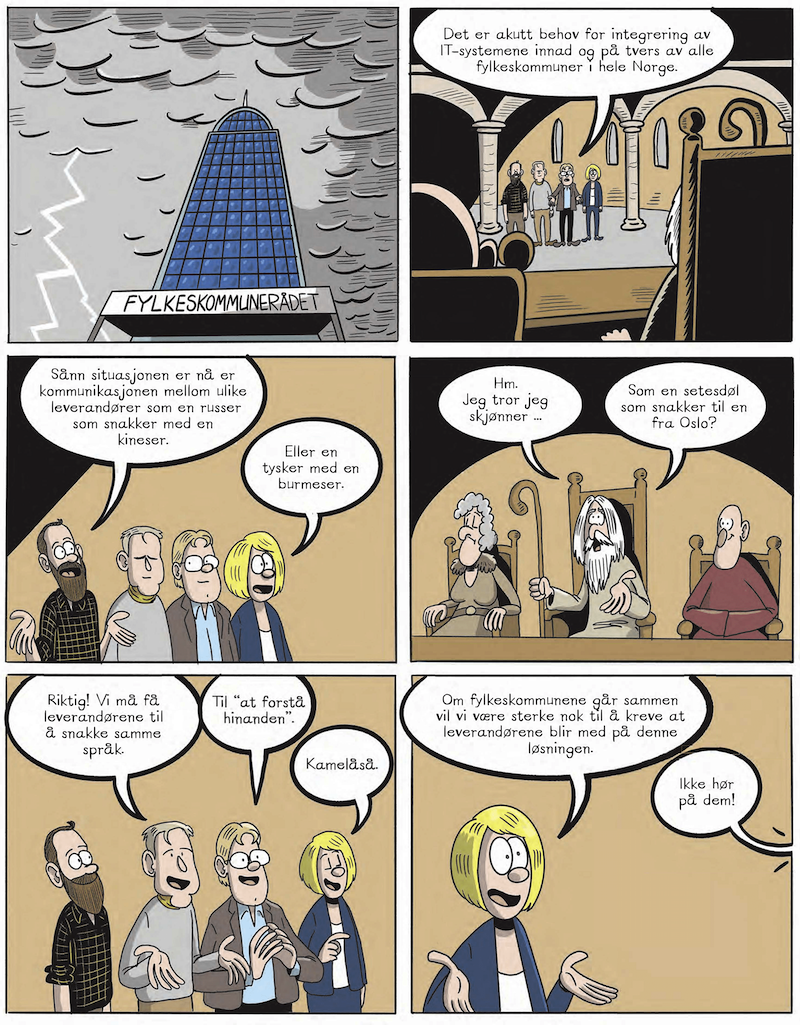 FYLKESKOMMUNERÅDET
Det er akutt behov for integrering av
IT-systemene innad og på tvers av alle
fylkeskommuner i hele Norge.
Sånn situasjonen er nå er
kommunikasjonen mellom ulike
leverandører som en russer
som snakker med en
kineser.
Eller en
tysker med en
burmeser.
Hm.
Jeg tror jeg
skjønner ...
Som en setesdøl
som snakker til en
fra Oslo?
Riktig! Vi må få
leverandørene til
å snakke samme
språk.
Til "at forstå
hinanden".
Kamelåså.
Om fylkeskommunene går sammen
vil vi være sterke nok til å kreve at
leverandørene blir med på denne
løsningen.
Ikke hør
på dem!